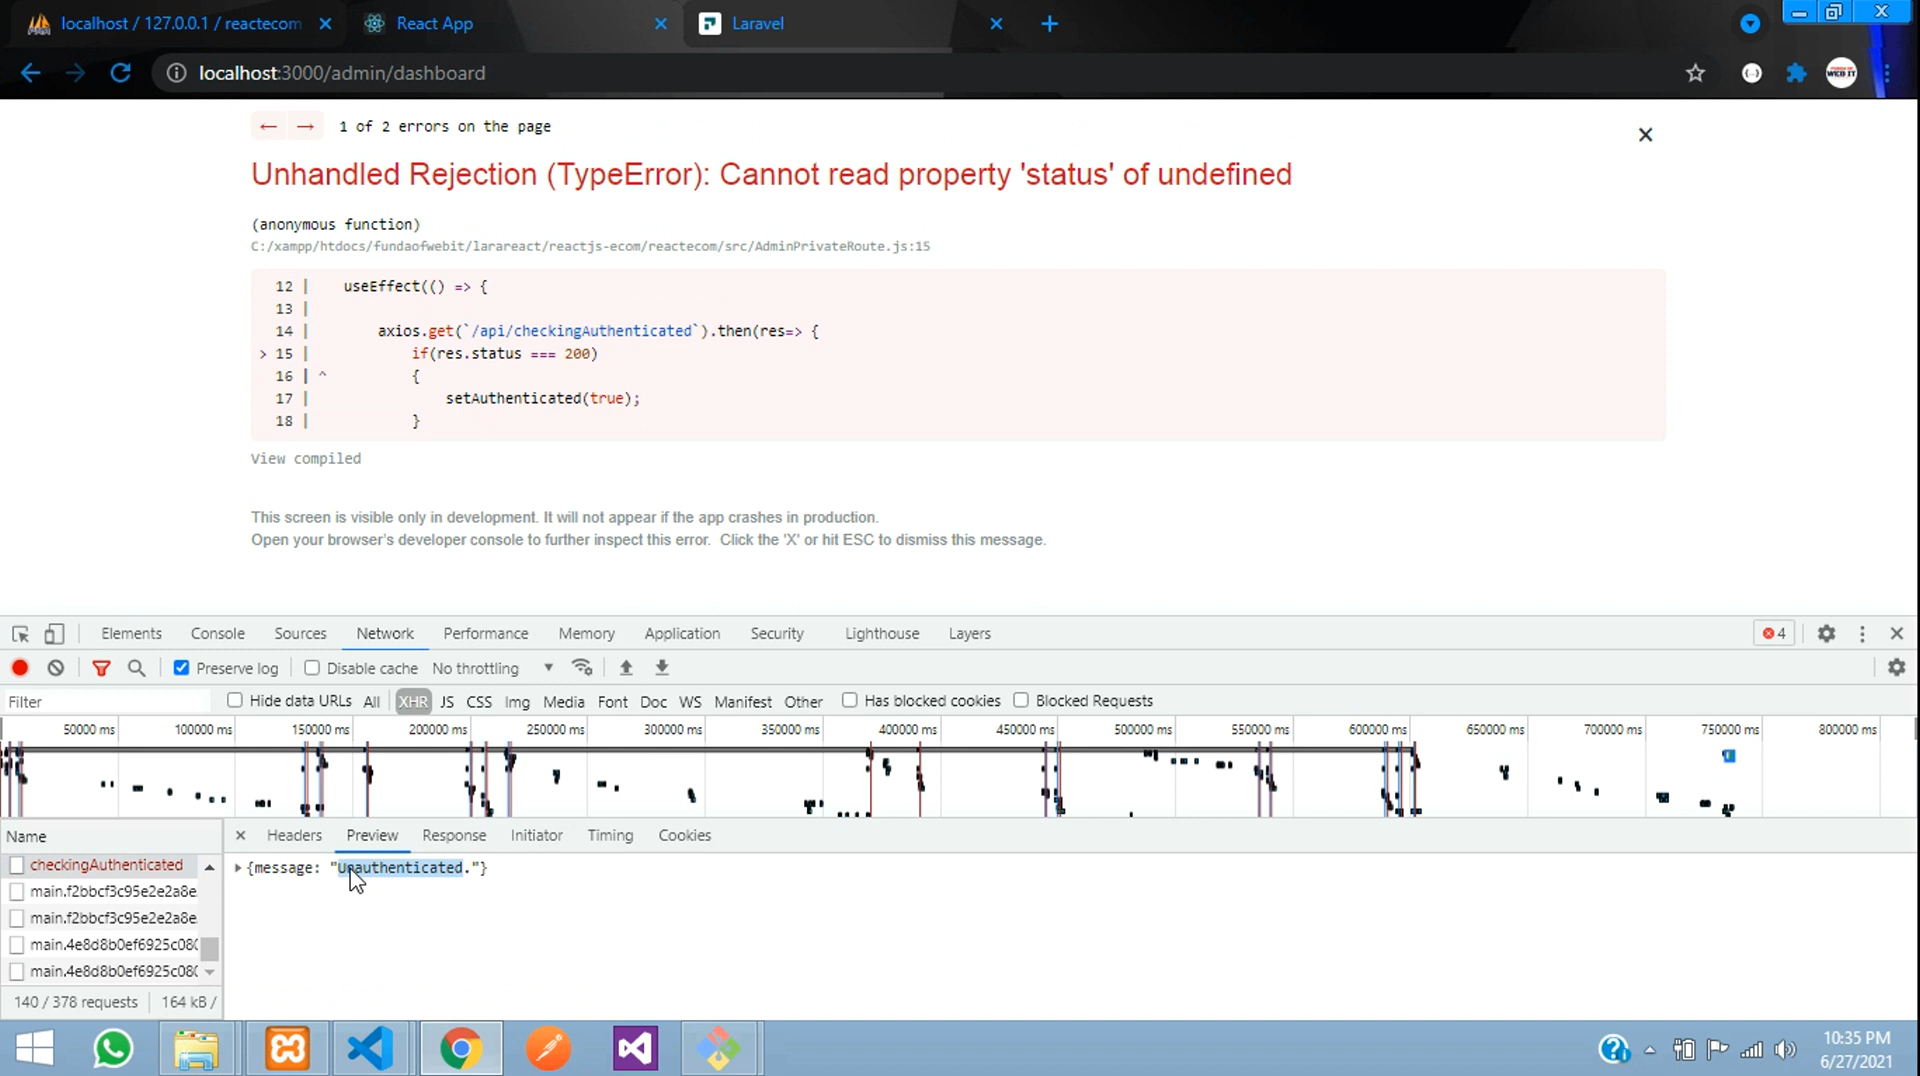 localhost / 127.0.0.1 / reactecom
React App
Laravel
localhost:3000/admin/dashboard
WEB IT
← → 1 of 2 errors on the page
Unhandled Rejection (TypeError): Cannot read property 'status' of undefined
(anonymous function)
C:/xampp/htdocs/fundaofwebit/larareact/reactjs-ecom/reactecom/src/AdminPrivateRoute.js:15
12 | useEffect(() => {
13 |
14 | axios.get(`/api/checkingAuthenticated`).then(res=> {
> 15 | if(res.status === 200)
16 | ^ {
17 | setAuthenticated(true);
18 | }
View compiled
This screen is visible only in development. It will not appear if the app crashes in production.
Open your browser's developer console to further inspect this error. Click the 'X' or hit ESC to dismiss this message.
Elements Console Sources Network Performance Memory Application Security Lighthouse Layers 4
Preserve log Disable cache No throttling
Filter Hide data URLs All XHR JS CSS Img Media Font Doc WS Manifest Other Has blocked cookies Blocked Requests
50000 ms 100000 ms 150000 ms 200000 ms 250000 ms 300000 ms 350000 ms 400000 ms 450000 ms 500000 ms 550000 ms 600000 ms 650000 ms 700000 ms 750000 ms 800000 ms
Name Headers Preview Response Initiator Timing Cookies
checkingAuthenticated
{message: "Unauthenticated."}
main.f2bbcf3c95e2e2a8e.
main.f2bbcf3c95e2e2a8e.
main.4e8d8b0ef6925c080
main.4e8d8b0ef6925c080
140 / 378 requests 164 kB /
10:35 PM
6/27/2021